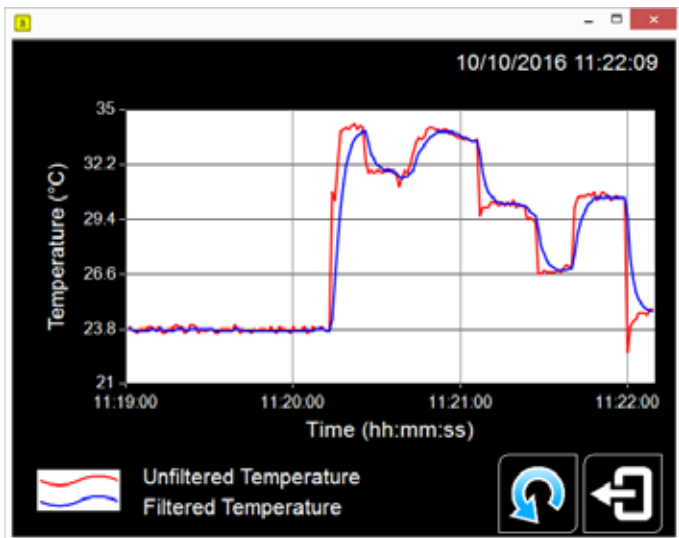 10/10/2016 11:22:09
35
32.2
29.4
26.6
23.8
21
Temperature (°C)
11:19:00 11:20:00 11:21:00 11:22:00
Time (hh:mm:ss)
Unfiltered Temperature
Filtered Temperature